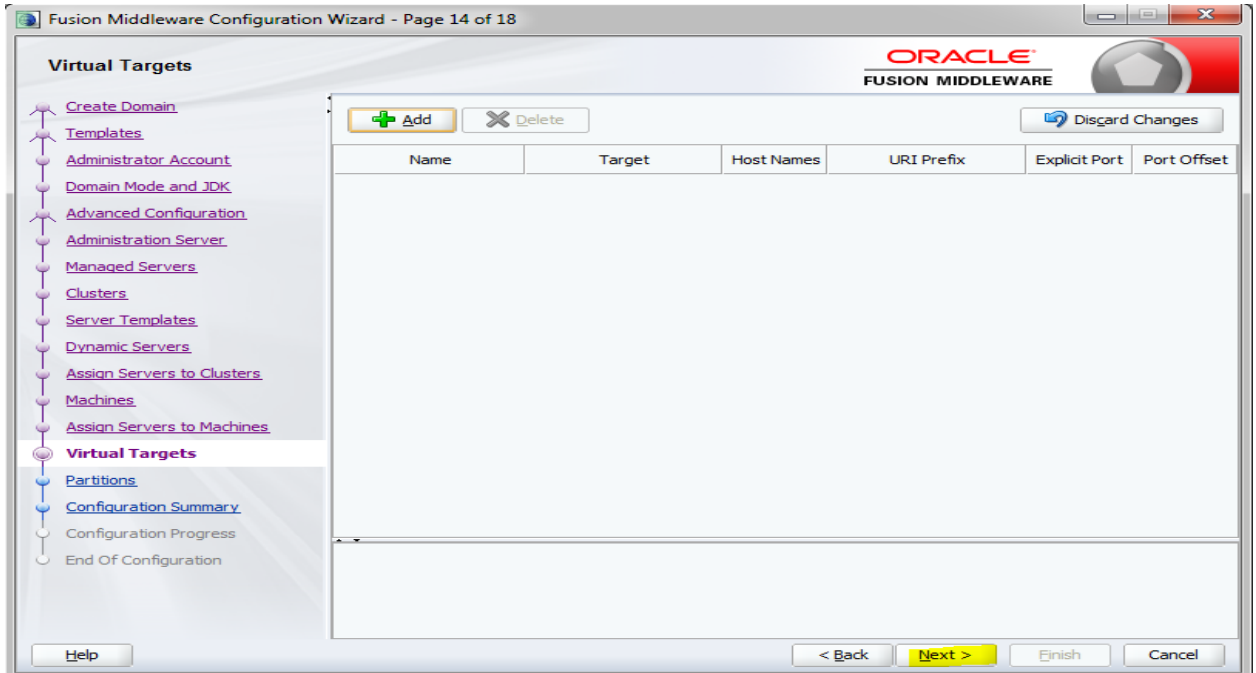 Fusion Middleware Configuration Wizard - Page 14 of 18
Virtual Targets
ORACLE
FUSION MIDDLEWARE
Create Domain
Templates
Administrator Account
Domain Mode and JDK
Advanced Configuration
Administration Server
Managed Servers
Clusters
Server Templates
Dynamic Servers
Assign Servers to Clusters
Machines
Assign Servers to Machines
Virtual Targets
Partitions
Configuration Summary
Configuration Progress
End Of Configuration
Add Delete Discard Changes
Name Target Host Names URI Prefix Explicit Port Port Offset
Help < Back Next > Finish Cancel